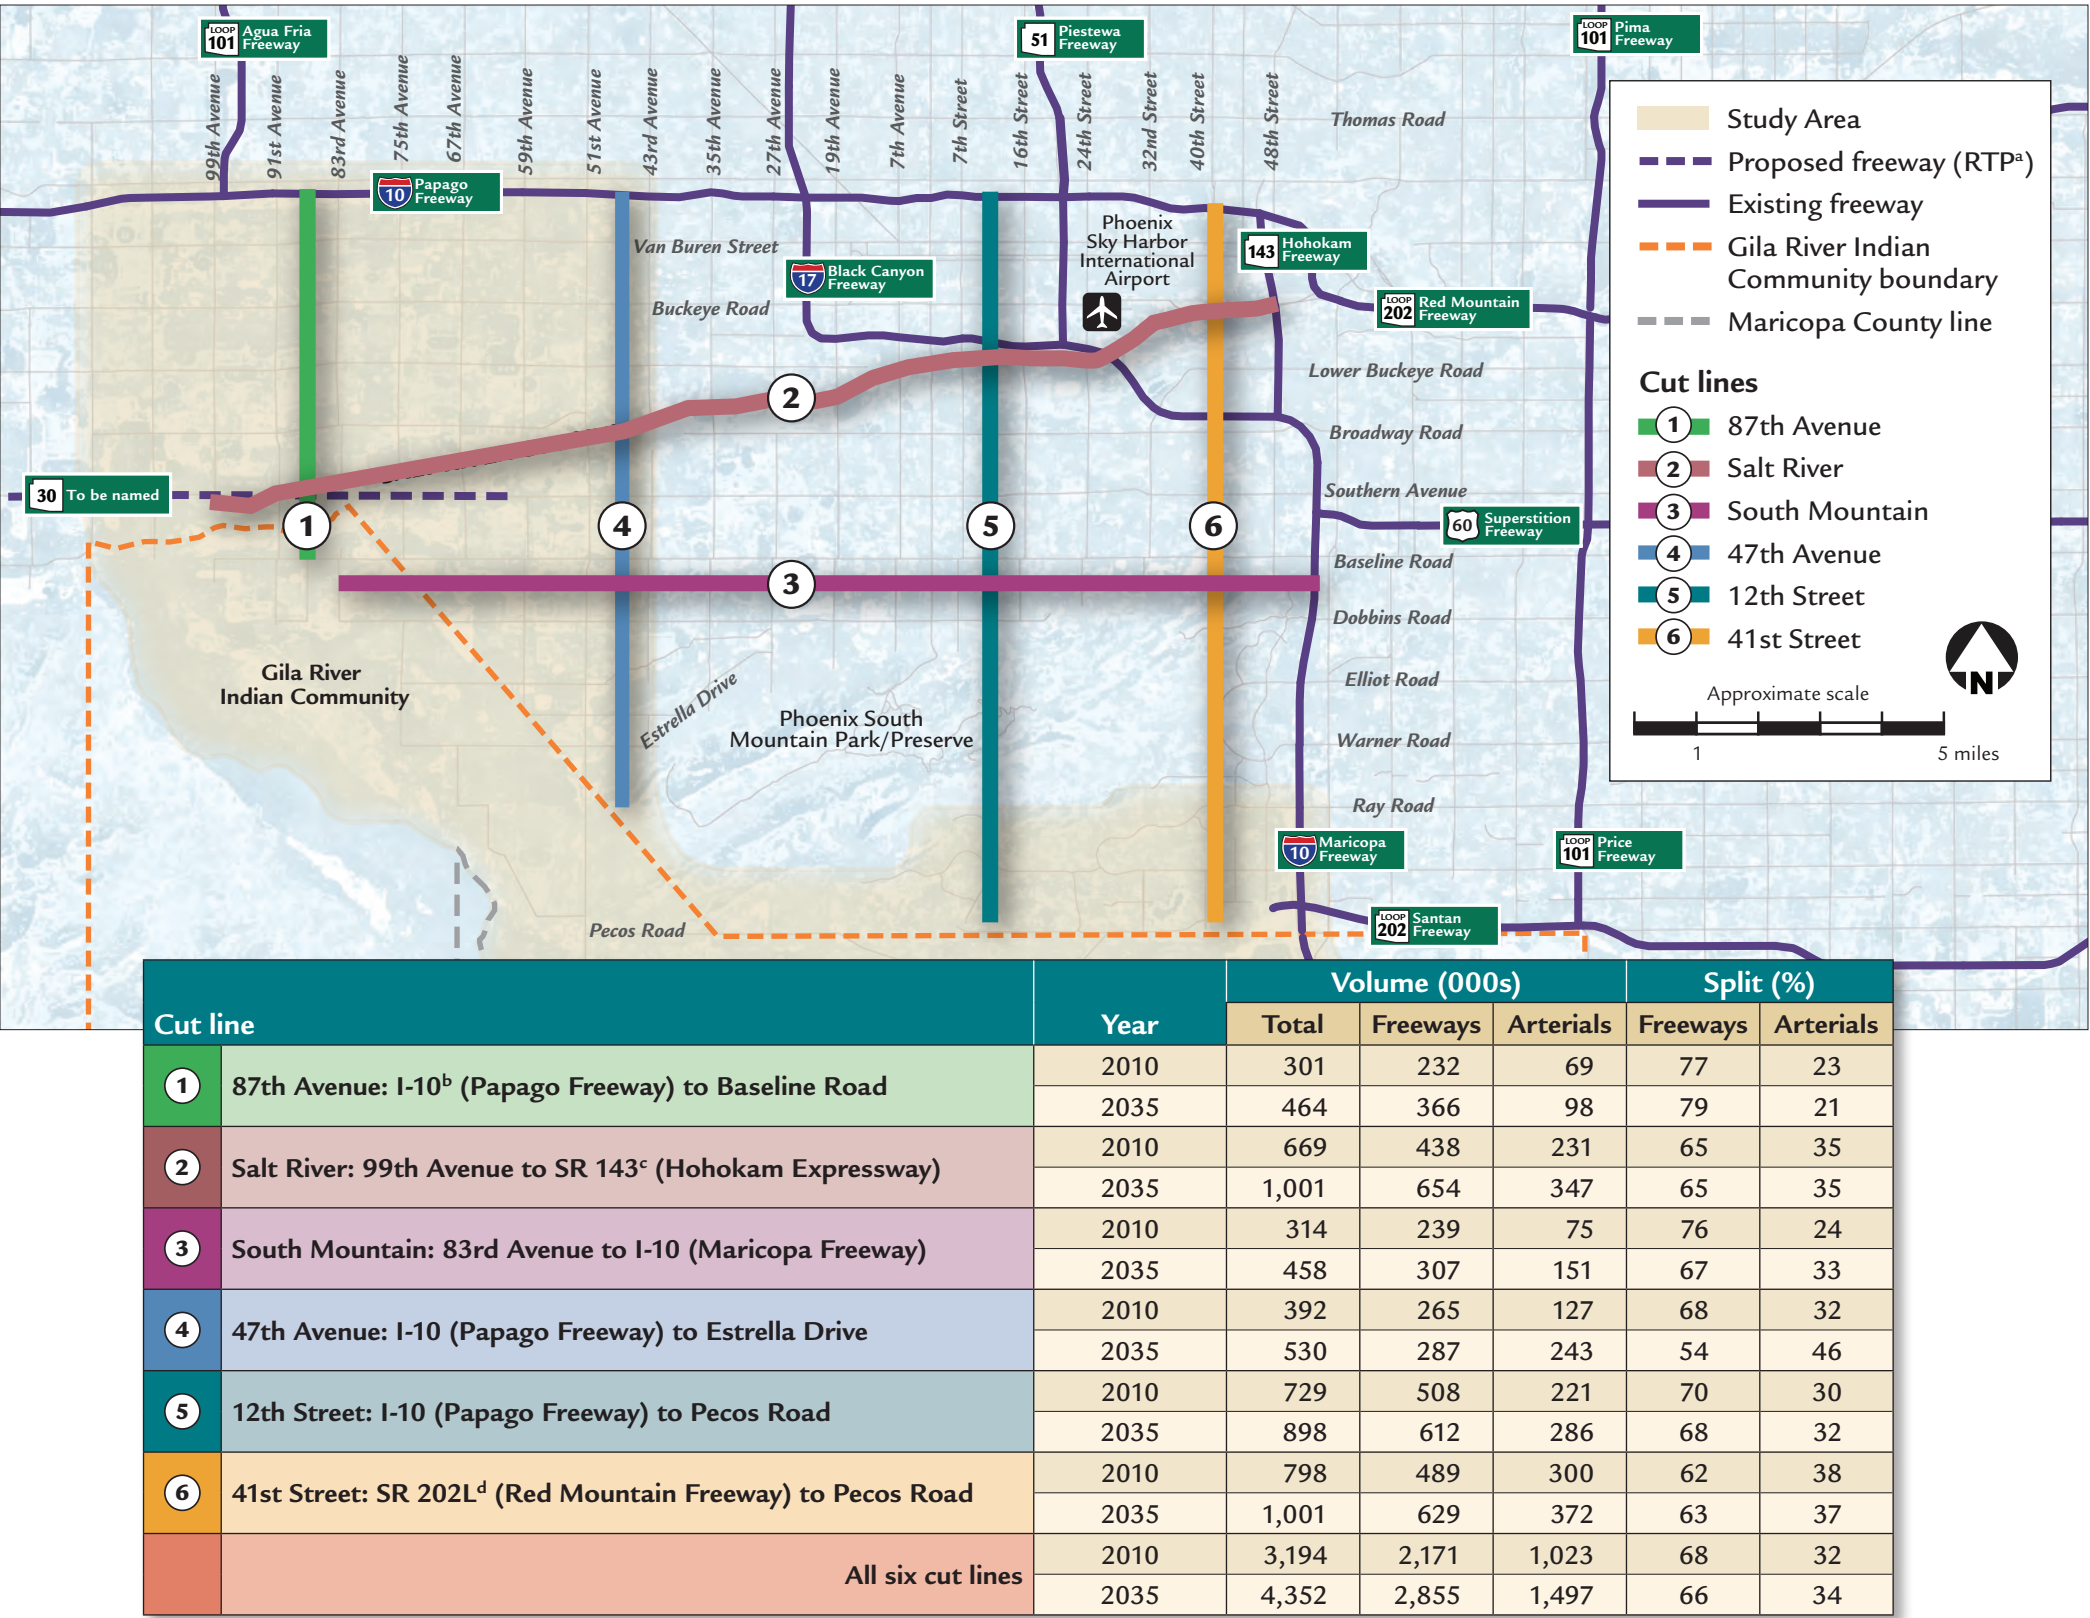 LOOP 101 Agua Fria Freeway
51 Piestewa Freeway
LOOP 101 Pima Freeway
99th Avenue
91st Avenue
83rd Avenue
75th Avenue
67th Avenue
59th Avenue
51st Avenue
43rd Avenue
35th Avenue
27th Avenue
19th Avenue
7th Avenue
7th Street
16th Street
24th Street
32nd Street
40th Street
48th Street
Thomas Road
10 Papago Freeway
Van Buren Street
Buckeye Road
17 Black Canyon Freeway
Phoenix
Sky Harbor
International
Airport
143 Hohokam Freeway
LOOP 202 Red Mountain Freeway
Lower Buckeye Road
2
Broadway Road
30 To be named
Southern Avenue
1
4
5
6
60 Superstition Freeway
Baseline Road
3
Dobbins Road
Gila River
Indian Community
Elliot Road
Estrella Drive
Phoenix South
Mountain Park/Preserve
Warner Road
Ray Road
10 Maricopa Freeway
LOOP 101 Price Freeway
Pecos Road
LOOP 202 Santan Freeway
Study Area
Proposed freeway (RTPa)
Existing freeway
Gila River Indian
Community boundary
Maricopa County line
Cut lines
1 87th Avenue
2 Salt River
3 South Mountain
4 47th Avenue
5 12th Street
6 41st Street
N
Approximate scale
1 5 miles
Volume (000s) Split (%)
Cut line Year Total Freeways Arterials Freeways Arterials
1 87th Avenue: I-10b (Papago Freeway) to Baseline Road
2010 301 232 69 77 23
2035 464 366 98 79 21
2 Salt River: 99th Avenue to SR 143c (Hohokam Expressway)
2010 669 438 231 65 35
2035 1,001 654 347 65 35
3 South Mountain: 83rd Avenue to I-10 (Maricopa Freeway)
2010 314 239 75 76 24
2035 458 307 151 67 33
4 47th Avenue: I-10 (Papago Freeway) to Estrella Drive
2010 392 265 127 68 32
2035 530 287 243 54 46
5 12th Street: I-10 (Papago Freeway) to Pecos Road
2010 729 508 221 70 30
2035 898 612 286 68 32
6 41st Street: SR 202Ld (Red Mountain Freeway) to Pecos Road
2010 798 489 300 62 38
2035 1,001 629 372 63 37
All six cut lines
2010 3,194 2,171 1,023 68 32
2035 4,352 2,855 1,497 66 34